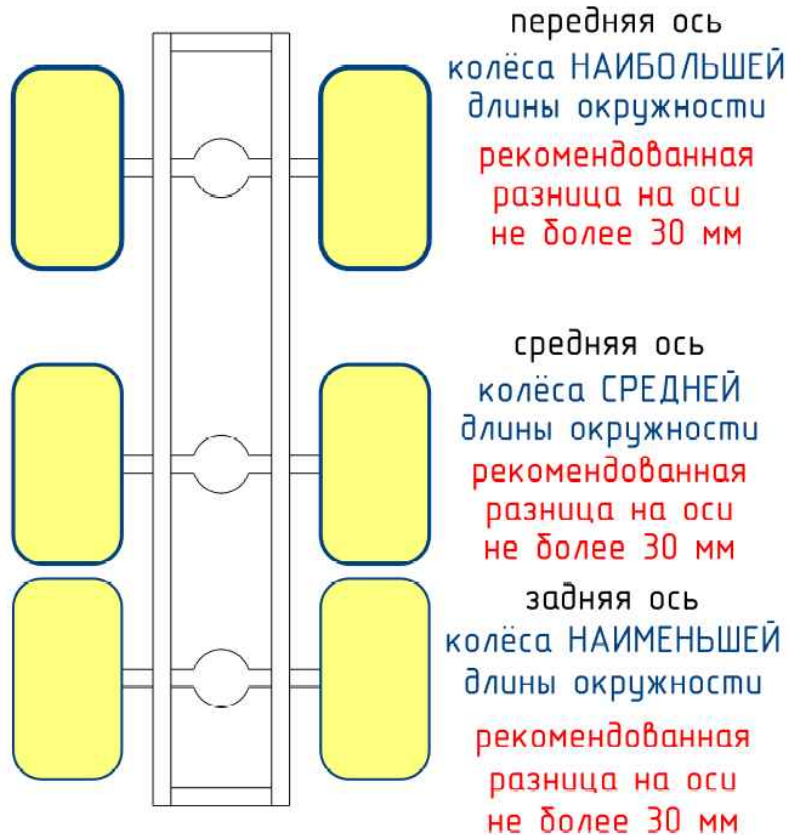 передняя ось
колёса НАИБОЛЬШЕЙ
длины окружности
рекомендованная
разница на оси
не более 30 мм
средняя ось
колёса СРЕДНЕЙ
длины окружности
рекомендованная
разница на оси
не более 30 мм
задняя ось
колёса НАИМЕНЬШЕЙ
длины окружности
рекомендованная
разница на оси
не более 30 мм